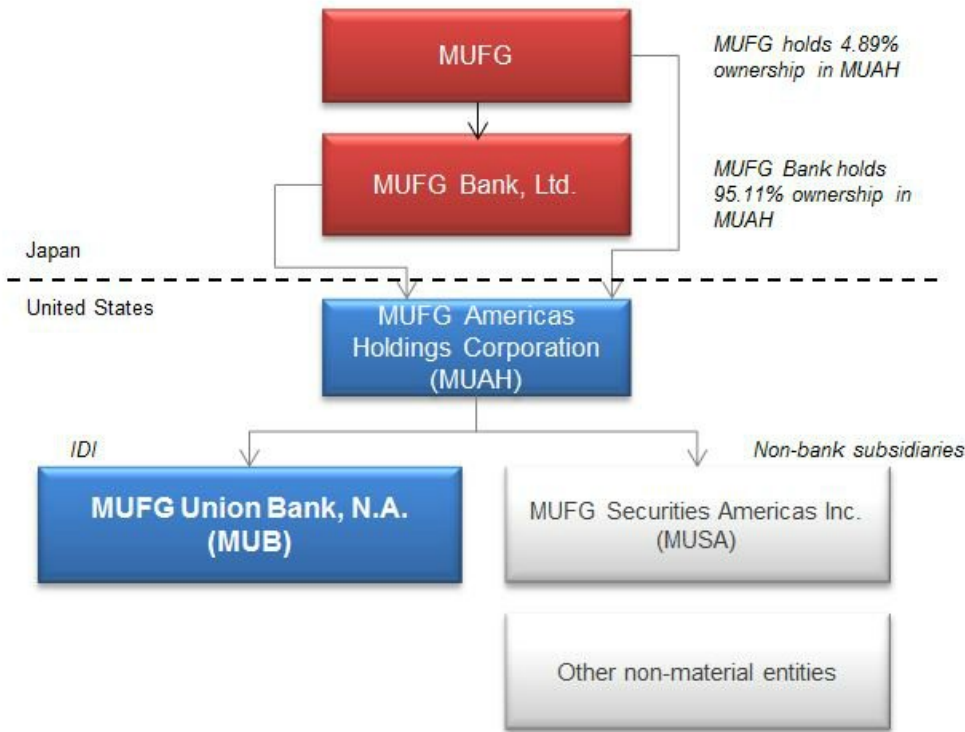 MUFG
MUFG holds 4.89%
ownership in MUAH
MUFG Bank, Ltd.
MUFG Bank holds
95.11% ownership in
MUAH
Japan
United States
MUFG Americas
Holdings Corporation
(MUAH)
IDI
Non-bank subsidiaries
MUFG Union Bank, N.A.
(MUB)
MUFG Securities Americas Inc.
(MUSA)
Other non-material entities